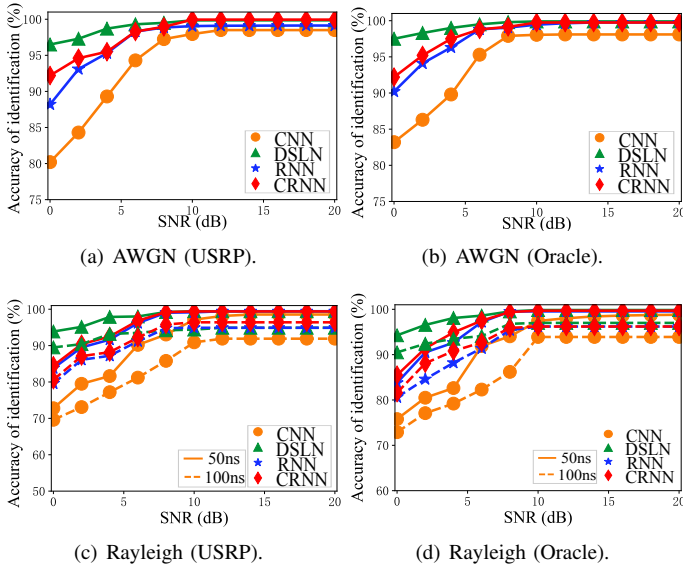 Accuracy of identification (%)
100
95
90
85
80
75
0
5
10
15
20
SNR (dB)
CNN
DSLN
RNN
CRNN
(a) AWGN (USRP).
Accuracy of identification (%)
100
95
90
85
80
75
0
5
10
15
20
SNR (dB)
CNN
DSLN
RNN
CRNN
(b) AWGN (Oracle).
Accuracy of identification (%)
100
90
80
70
60
50
0
5
10
15
20
SNR (dB)
50ns
100ns
CNN
DSLN
RNN
CRNN
(c) Rayleigh (USRP).
Accuracy of identification (%)
100
90
80
70
60
0
5
10
15
20
SNR (dB)
50ns
100ns
CNN
DSLN
RNN
CRNN
(d) Rayleigh (Oracle).